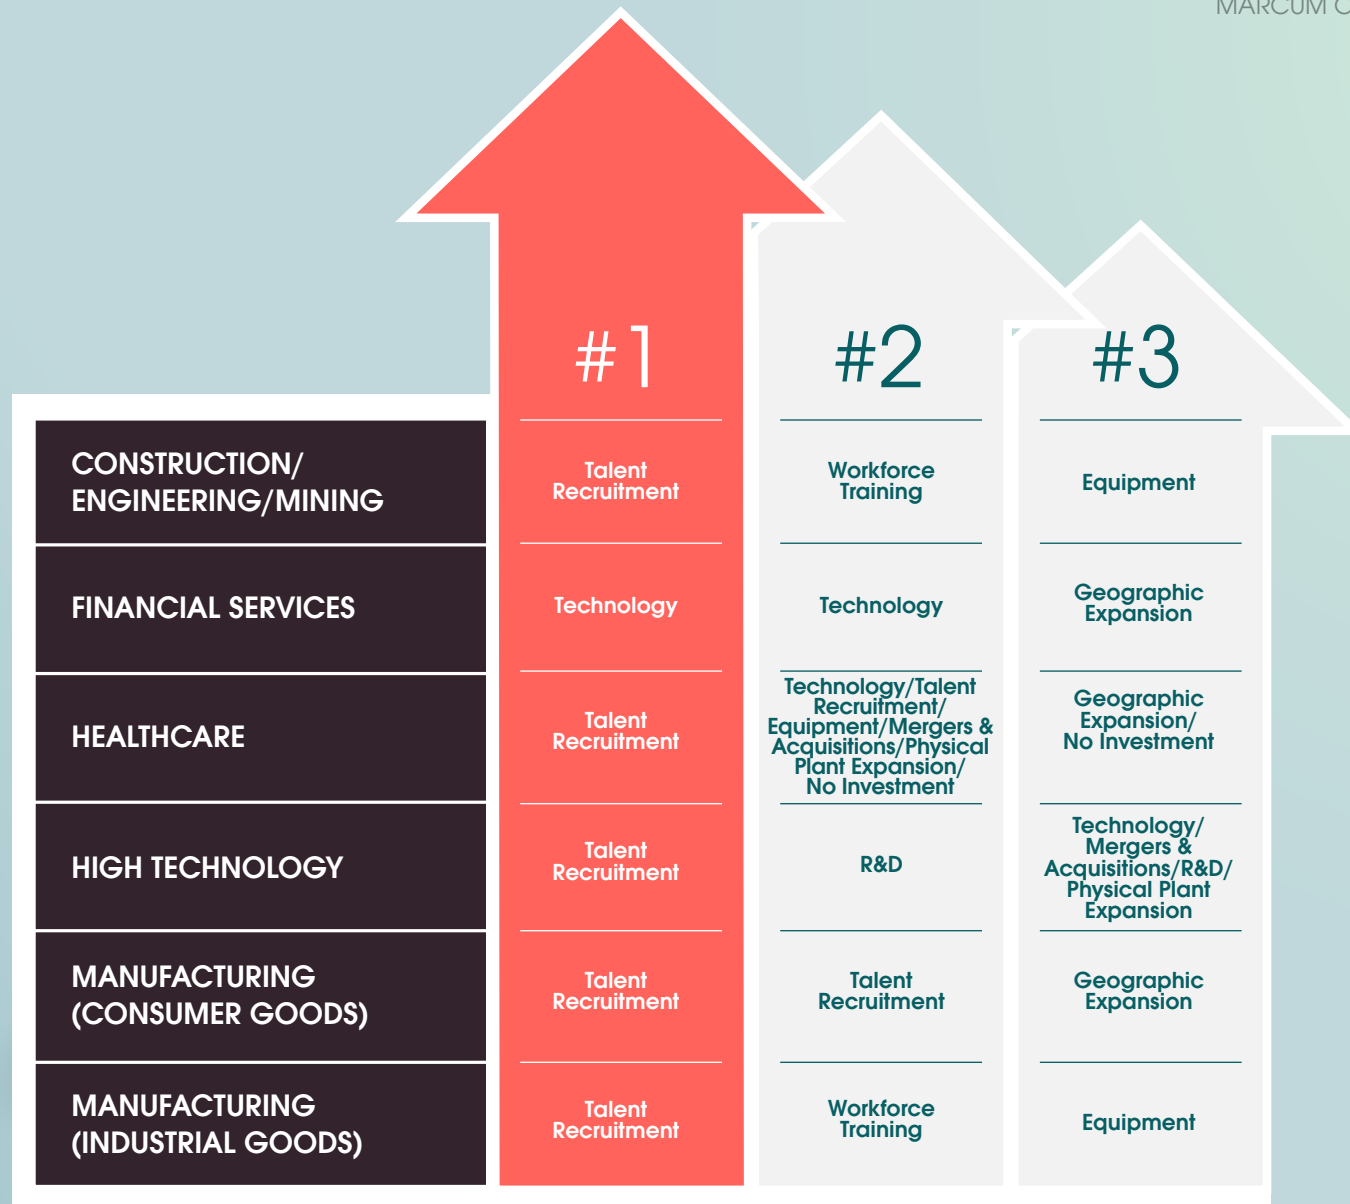 MARCUM
#1
#2
#3
CONSTRUCTION/
ENGINEERING/MINING
Talent
Recruitment
Workforce
Training
Equipment
FINANCIAL SERVICES
Technology
Technology
Geographic
Expansion
HEALTHCARE
Talent
Recruitment
Technology/Talent
Recruitment/
Equipment/Mergers &
Acquisitions/Physical
Plant Expansion/
No Investment
Geographic
Expansion/
No Investment
HIGH TECHNOLOGY
Talent
Recruitment
R&D
Technology/
Mergers &
Acquisitions/R&D/
Physical Plant
Expansion
MANUFACTURING
(CONSUMER GOODS)
Talent
Recruitment
Talent
Recruitment
Geographic
Expansion
MANUFACTURING
(INDUSTRIAL GOODS)
Talent
Recruitment
Workforce
Training
Equipment